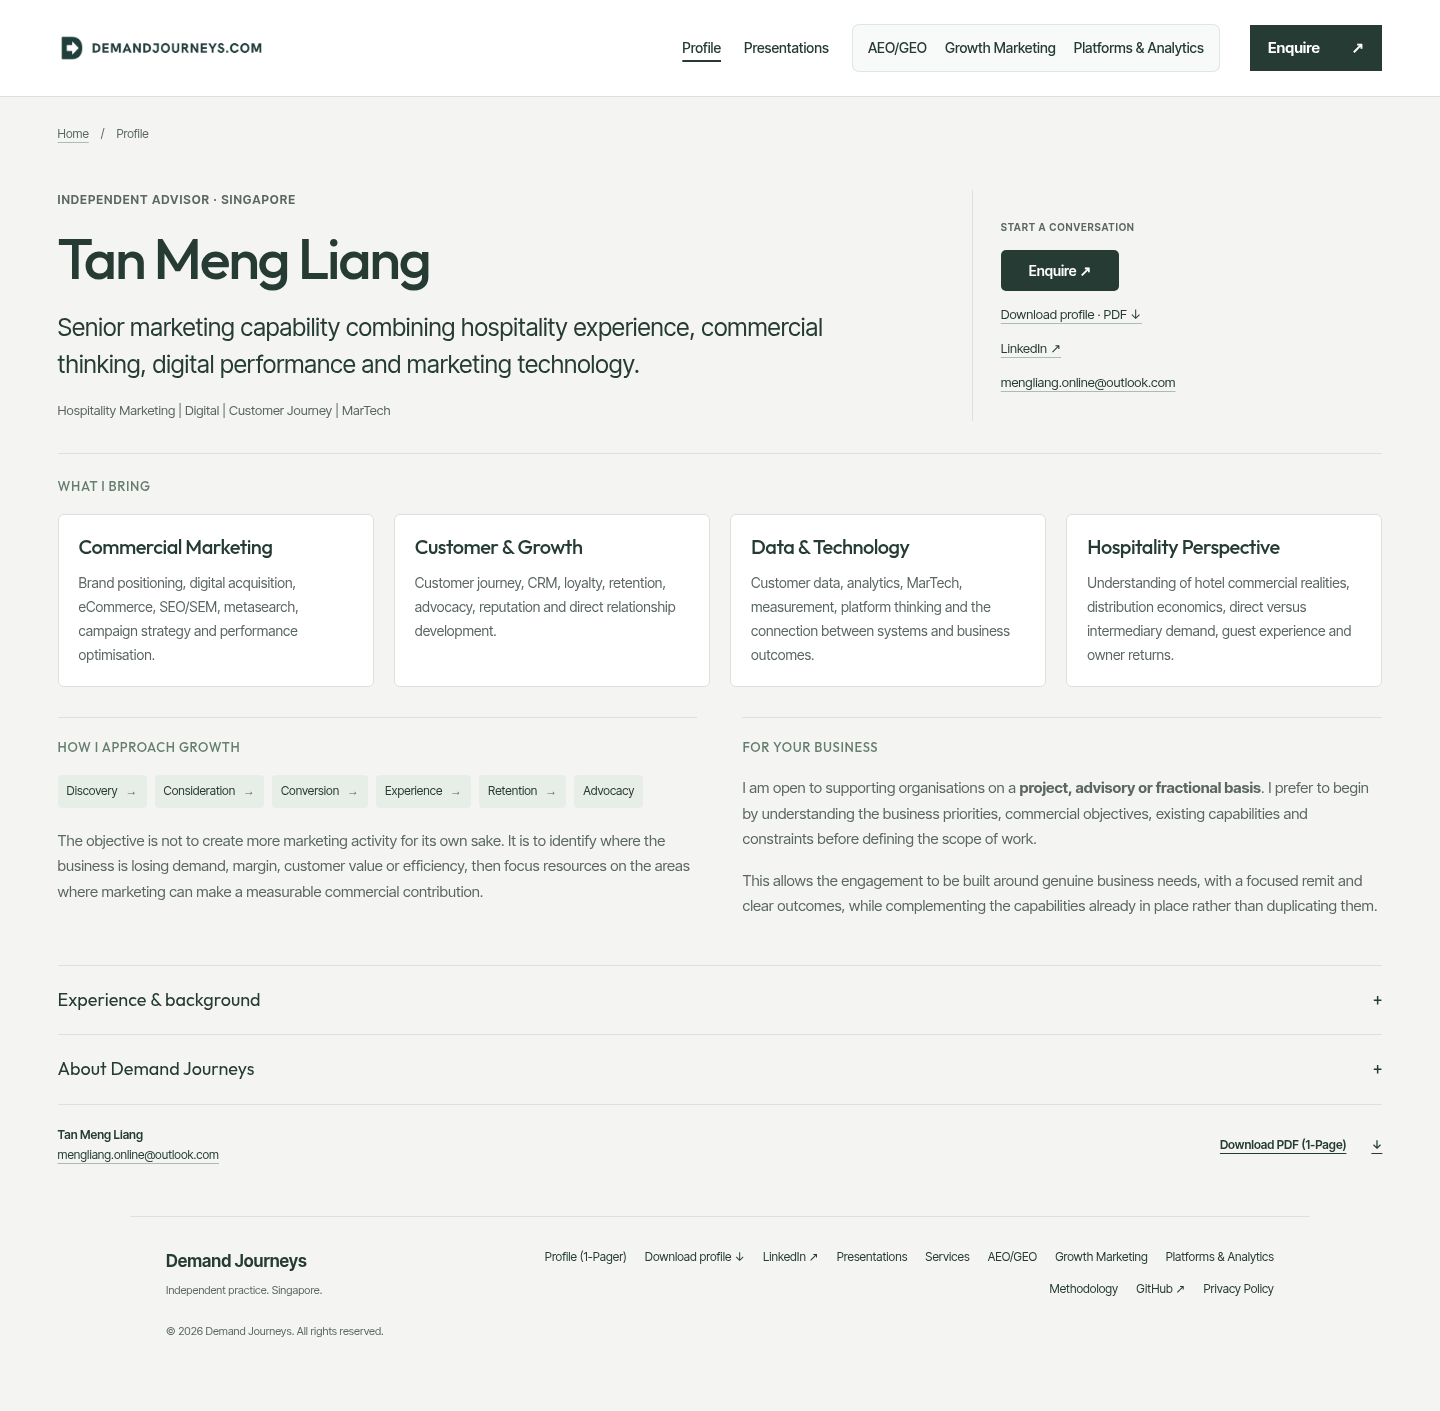 DEMANDJOURNEYS.COM
Profile
Presentations
AEO/GEO
Growth Marketing
Platforms & Analytics
Enquire ↗
Home / Profile
INDEPENDENT ADVISOR · SINGAPORE
Tan Meng Liang
Senior marketing capability combining hospitality experience, commercial
thinking, digital performance and marketing technology.
Hospitality Marketing | Digital | Customer Journey | MarTech
START A CONVERSATION
Enquire ↗
Download profile · PDF ↓
LinkedIn ↗
mengliang.online@outlook.com
WHAT I BRING
Commercial Marketing
Brand positioning, digital acquisition,
eCommerce, SEO/SEM, metasearch,
campaign strategy and performance
optimisation.
Customer & Growth
Customer journey, CRM, loyalty, retention,
advocacy, reputation and direct relationship
development.
Data & Technology
Customer data, analytics, MarTech,
measurement, platform thinking and the
connection between systems and business
outcomes.
Hospitality Perspective
Understanding of hotel commercial realities,
distribution economics, direct versus
intermediary demand, guest experience and
owner returns.
HOW I APPROACH GROWTH
Discovery →
Consideration →
Conversion →
Experience →
Retention →
Advocacy
The objective is not to create more marketing activity for its own sake. It is to identify where the
business is losing demand, margin, customer value or efficiency, then focus resources on the areas
where marketing can make a measurable commercial contribution.
FOR YOUR BUSINESS
I am open to supporting organisations on a project, advisory or fractional basis. I prefer to begin
by understanding the business priorities, commercial objectives, existing capabilities and
constraints before defining the scope of work.
This allows the engagement to be built around genuine business needs, with a focused remit and
clear outcomes, while complementing the capabilities already in place rather than duplicating them.
Experience & background +
About Demand Journeys +
Tan Meng Liang
mengliang.online@outlook.com
Download PDF (1-Page) ↓
Demand Journeys
Independent practice. Singapore.
© 2026 Demand Journeys. All rights reserved.
Profile (1-Pager)
Download profile ↓
LinkedIn ↗
Presentations
Services
AEO/GEO
Growth Marketing
Platforms & Analytics
Methodology
GitHub ↗
Privacy Policy